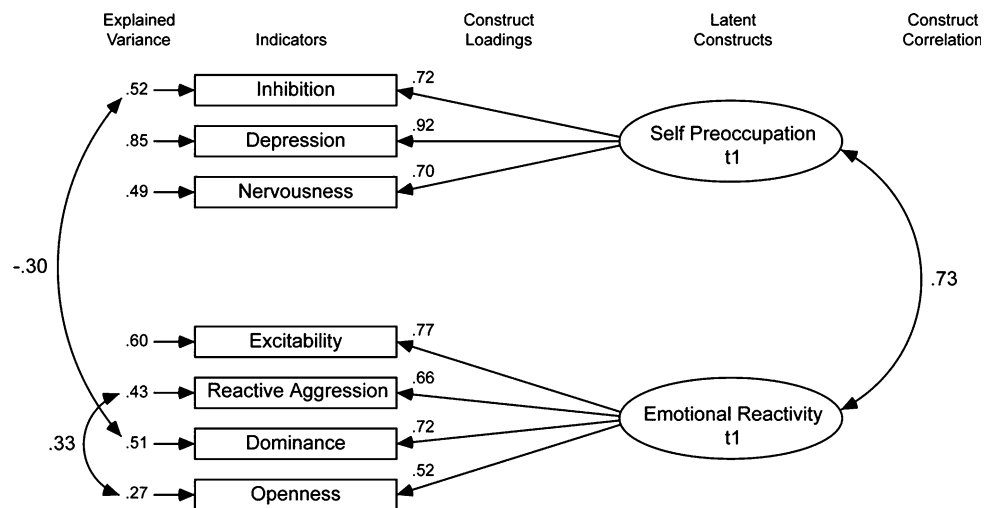 Explained
Variance
Indicators
Construct
Loadings
Latent
Constructs
Construct
Correlation
.52
Inhibition
.72
.85
Depression
.92
.49
Nervousness
.70
Self Preoccupation
t1
-.30
.73
.60
Excitability
.77
.43
Reactive Aggression
.66
.33
.51
Dominance
.72
.27
Openness
.52
Emotional Reactivity
t1